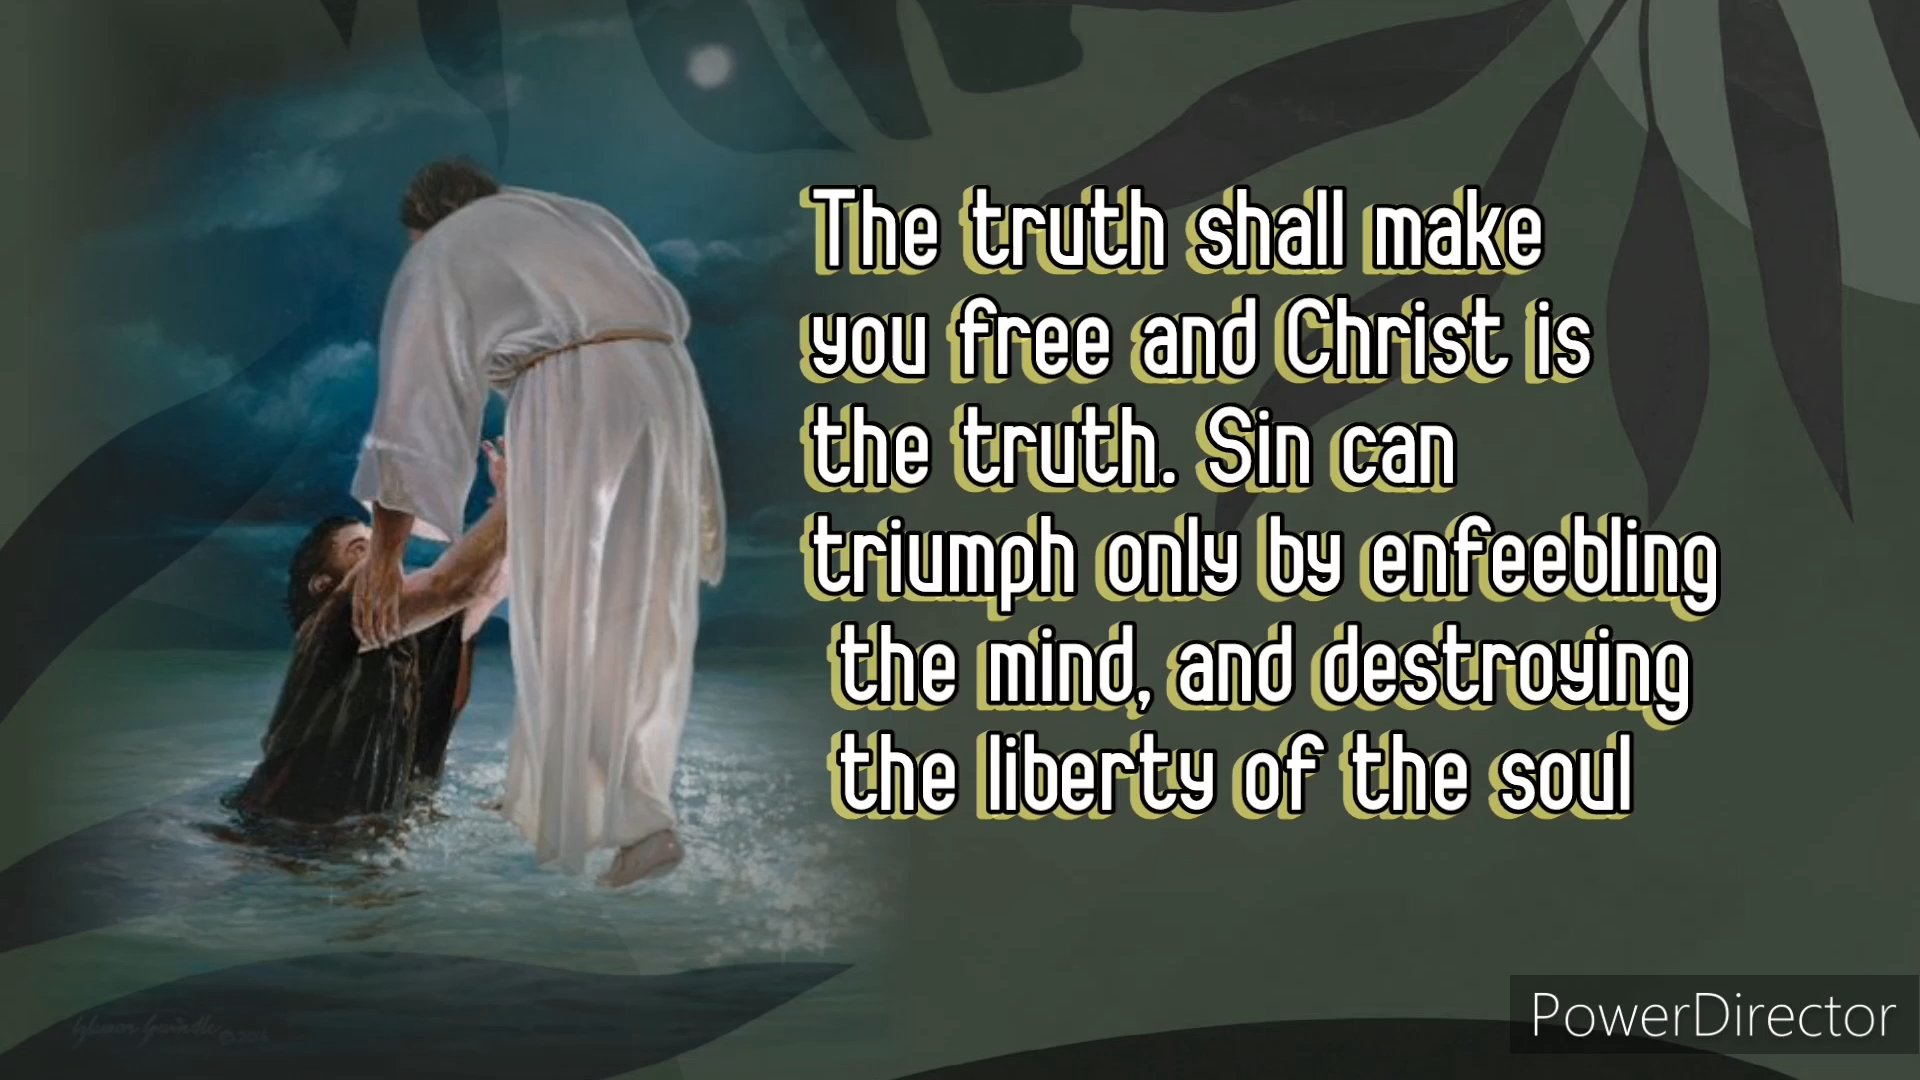 The truth shall make
you free and Christ is
the truth. Sin can
triumph only by enfeebling
the mind, and destroying
the liberty of the soul
PowerDirector